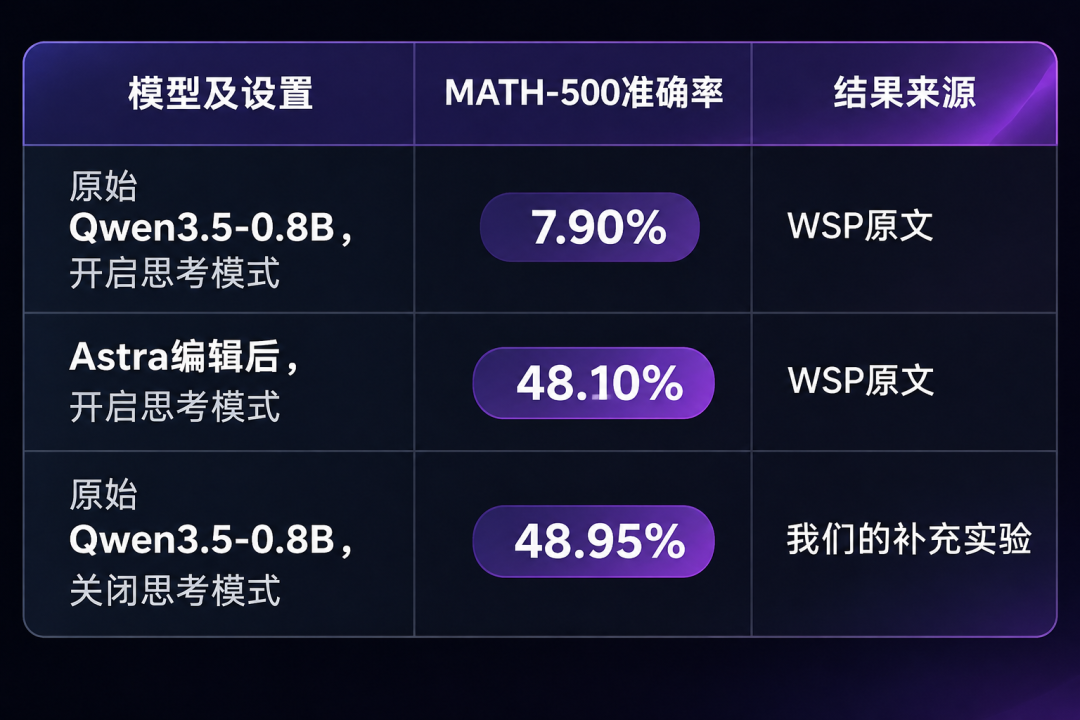 模型及设置
MATH-500准确率
结果来源
原始
Qwen3.5-0.8B，
开启思考模式
7.90%
WSP原文
Astra编辑后，
开启思考模式
48.10%
WSP原文
原始
Qwen3.5-0.8B，
关闭思考模式
48.95%
我们的补充实验